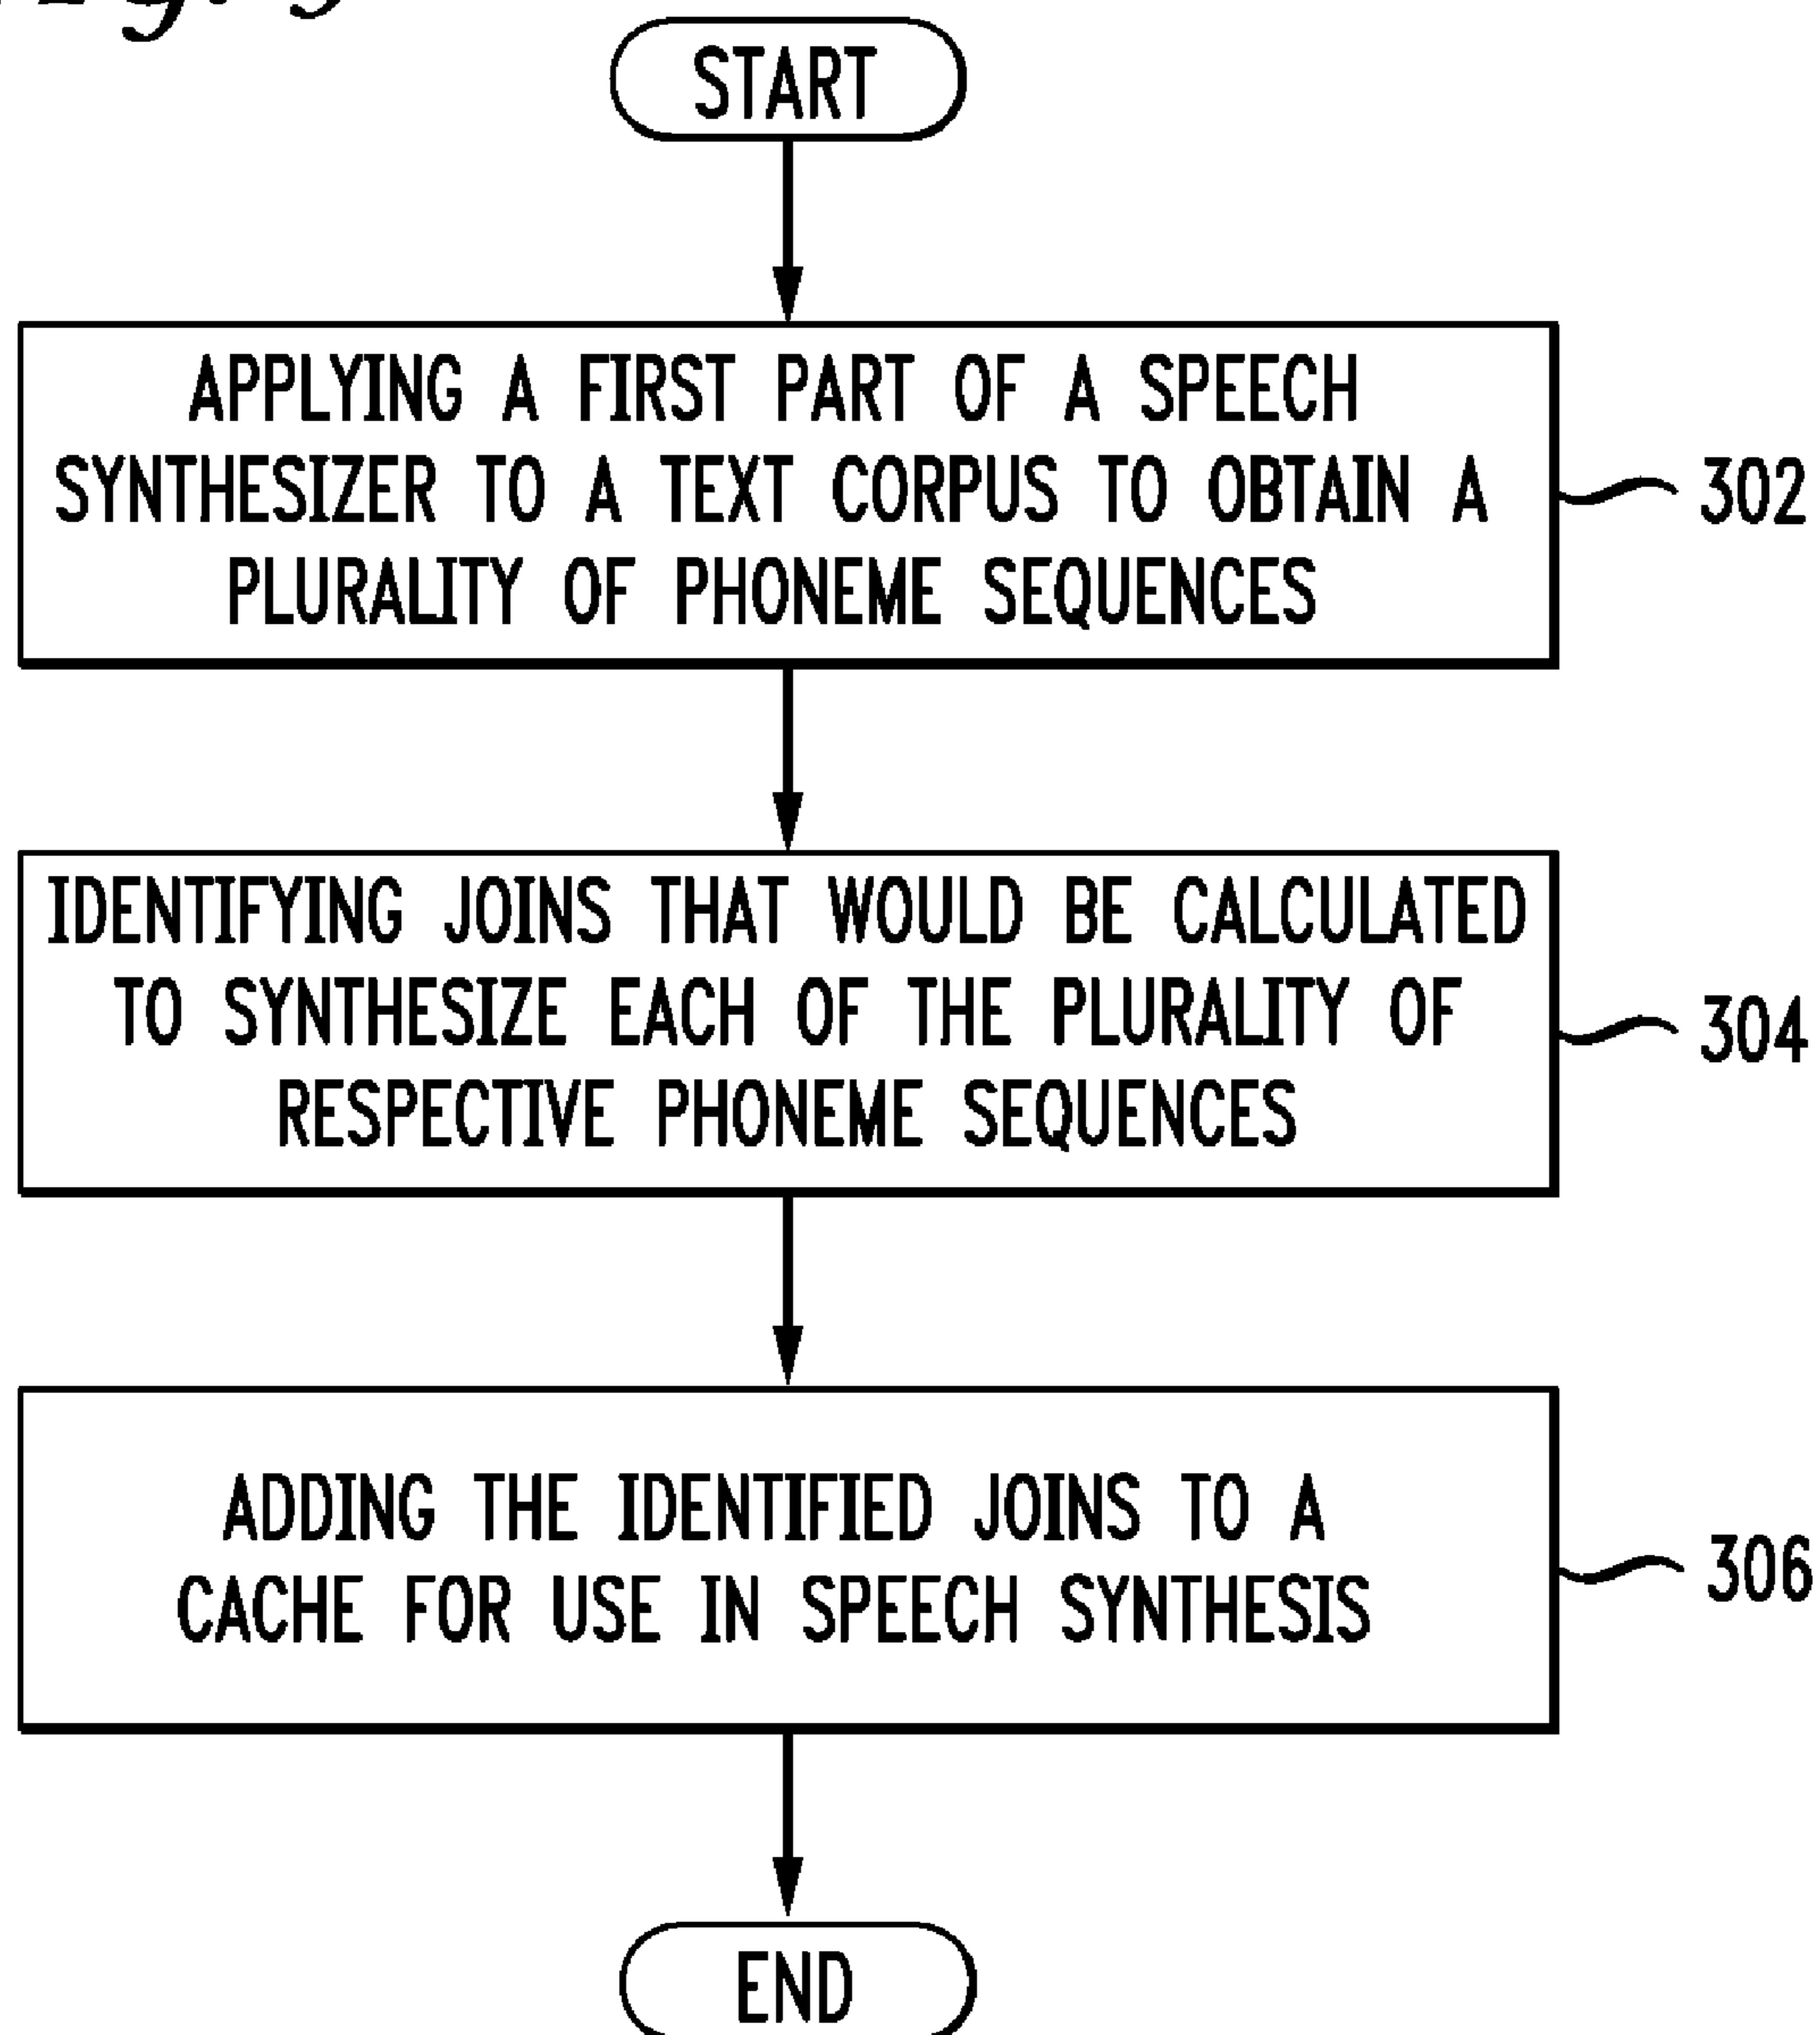 START
APPLYING A FIRST PART OF A SPEECH
SYNTHESIZER TO A TEXT CORPUS TO OBTAIN A
PLURALITY OF PHONEME SEQUENCES
302
IDENTIFYING JOINS THAT WOULD BE CALCULATED
TO SYNTHESIZE EACH OF THE PLURALITY OF
RESPECTIVE PHONEME SEQUENCES
304
ADDING THE IDENTIFIED JOINS TO A
CACHE FOR USE IN SPEECH SYNTHESIS
306
END